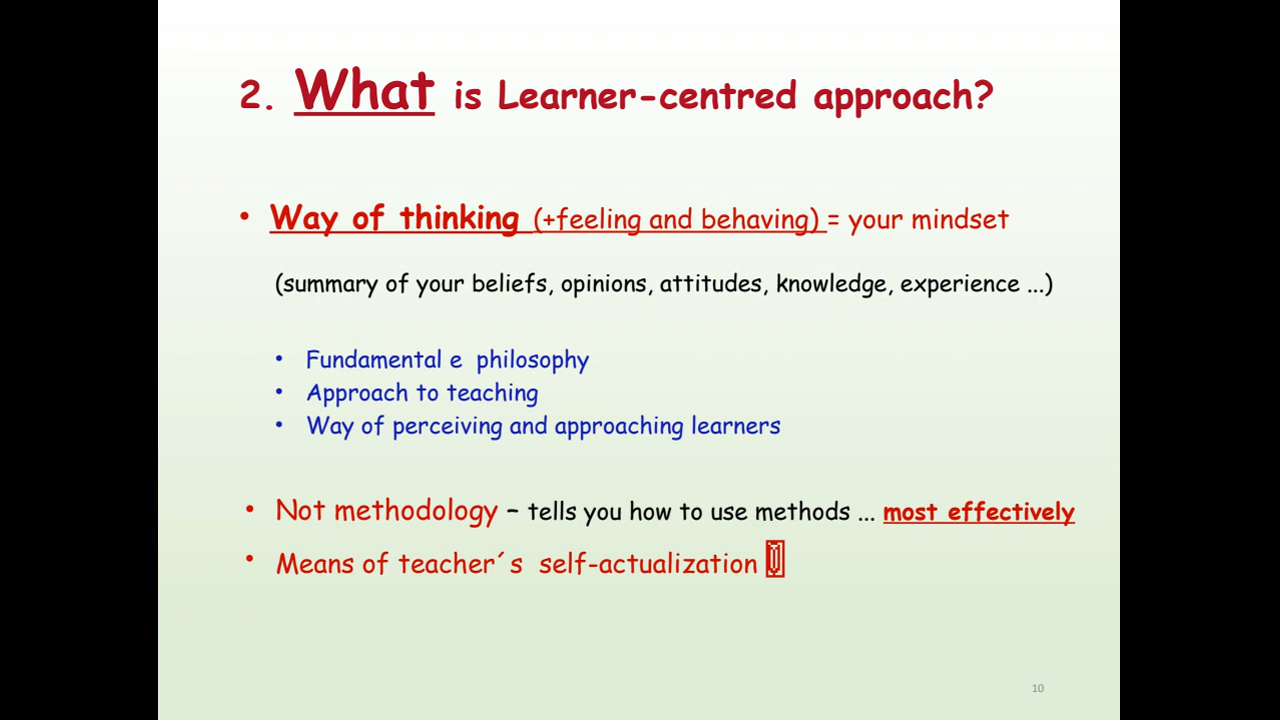 2. What is Learner-centred approach?
• Way of thinking (+feeling and behaving) = your mindset
(summary of your beliefs, opinions, attitudes, knowledge, experience ...)
• Fundamental e philosophy
• Approach to teaching
• Way of perceiving and approaching learners
• Not methodology – tells you how to use methods ... most effectively
• Means of teacher´s self-actualization
10